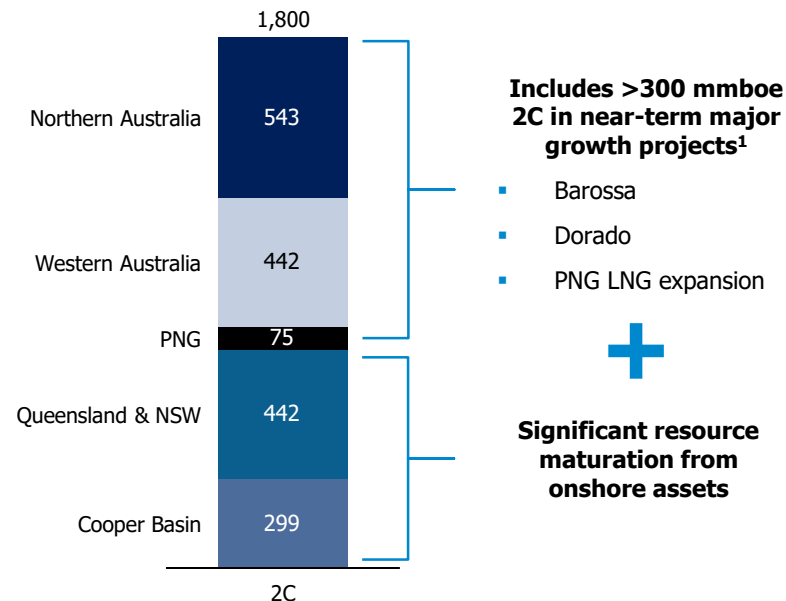 1,800
Northern Australia
543
Western Australia
442
PNG
75
Queensland & NSW
442
Cooper Basin
299
2C
Includes >300 mmboe
2C in near-term major
growth projects¹
▪ Barossa
▪ Dorado
▪ PNG LNG expansion
+
Significant resource
maturation from
onshore assets